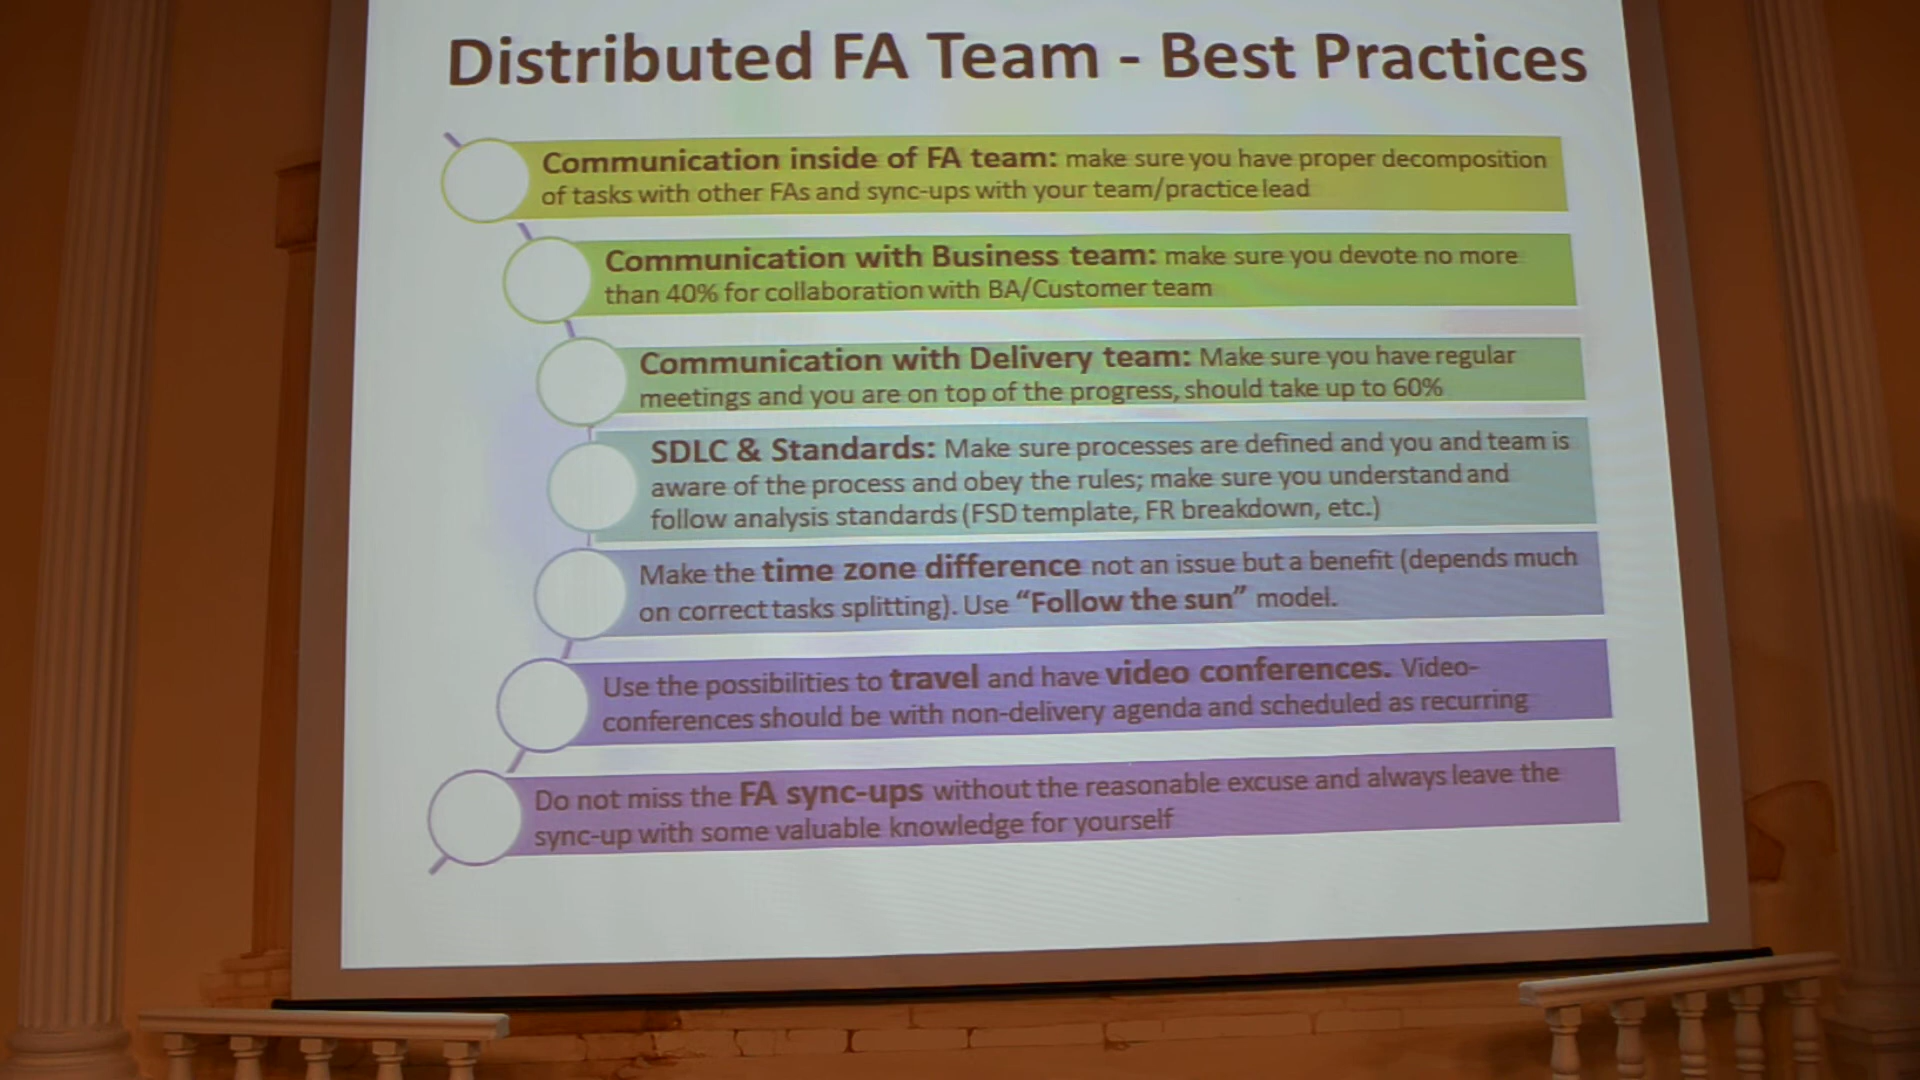 Distributed FA Team - Best Practices
Communication inside of FA team: make sure you have proper decomposition
of tasks with other FAs and sync-ups with your team/practice lead
Communication with Business team: make sure you devote no more
than 40% for collaboration with BA/Customer team
Communication with Delivery team: Make sure you have regular
meetings and you are on top of the progress, should take up to 60%
SDLC & Standards: Make sure processes are defined and you and team is
aware of the process and obey the rules; make sure you understand and
follow analysis standards (FSD template, FR breakdown, etc.)
Make the time zone difference not an issue but a benefit (depends much
on correct tasks splitting). Use “Follow the sun” model.
Use the possibilities to travel and have video conferences. Video-
conferences should be with non-delivery agenda and scheduled as recurring
Do not miss the FA sync-ups without the reasonable excuse and always leave the
sync-up with some valuable knowledge for yourself